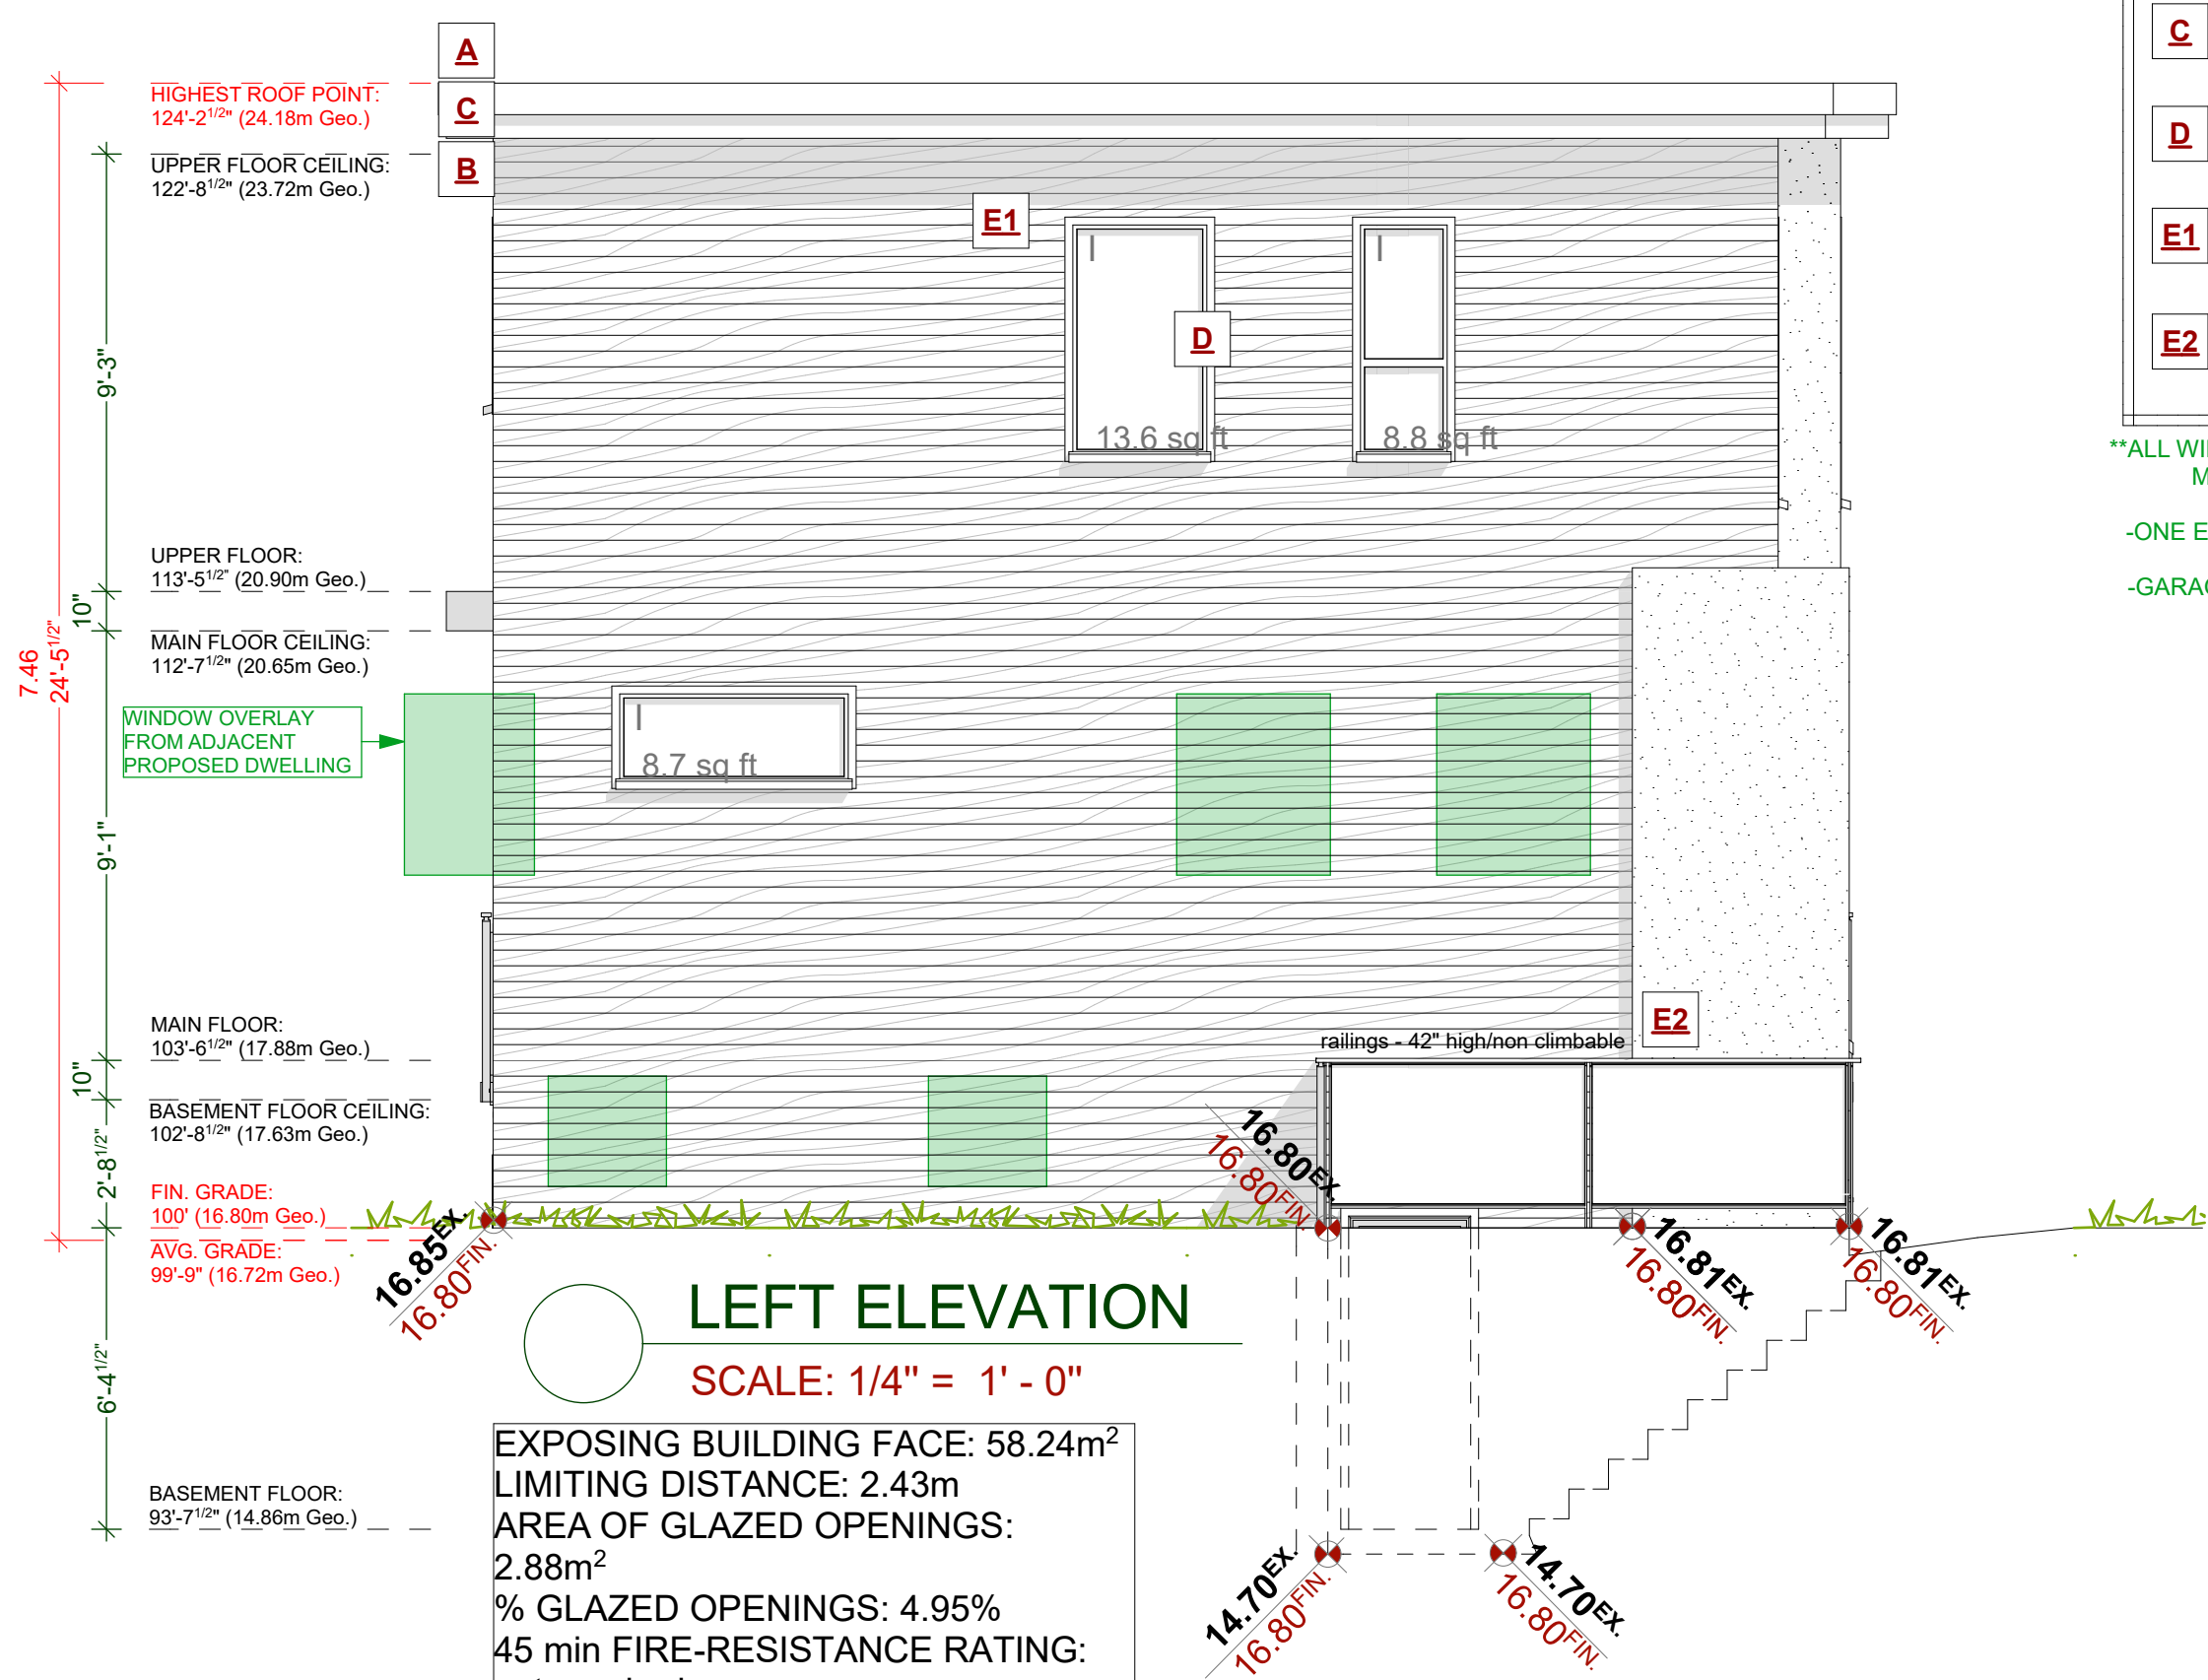 A
C
B
HIGHEST ROOF POINT:
124'-2 1/2" (24.18m Geo.)
UPPER FLOOR CEILING:
122'-8 1/2" (23.72m Geo.)
E1
D
13.6 sq ft
8.8 sq ft
9'-3"
UPPER FLOOR:
113'-5 1/2" (20.90m Geo.)
10"
MAIN FLOOR CEILING:
112'-7 1/2" (20.65m Geo.)
7.46
24'-5 1/2"
WINDOW OVERLAY
FROM ADJACENT
PROPOSED DWELLING
8.7 sq ft
9'-1"
MAIN FLOOR:
103'-6 1/2" (17.88m Geo.)
E2
railings - 42" high/non climbable
10"
BASEMENT FLOOR CEILING:
102'-8 1/2" (17.63m Geo.)
2'-8 1/2"
FIN. GRADE:
100' (16.80m Geo.)
AVG. GRADE:
99'-9" (16.72m Geo.)
16.85EX.
16.80FIN.
16.80EX.
16.80FIN.
16.81EX.
16.80FIN.
16.81EX.
16.80FIN.
LEFT ELEVATION
SCALE: 1/4" = 1' - 0"
6'-4 1/2"
BASEMENT FLOOR:
93'-7 1/2" (14.86m Geo.)
EXPOSING BUILDING FACE: 58.24m²
LIMITING DISTANCE: 2.43m
AREA OF GLAZED OPENINGS:
2.88m²
% GLAZED OPENINGS: 4.95%
45 min FIRE-RESISTANCE RATING:
14.70EX.
16.80FIN.
14.70EX.
16.80FIN.
C
D
E1
E2
**ALL
-ONE